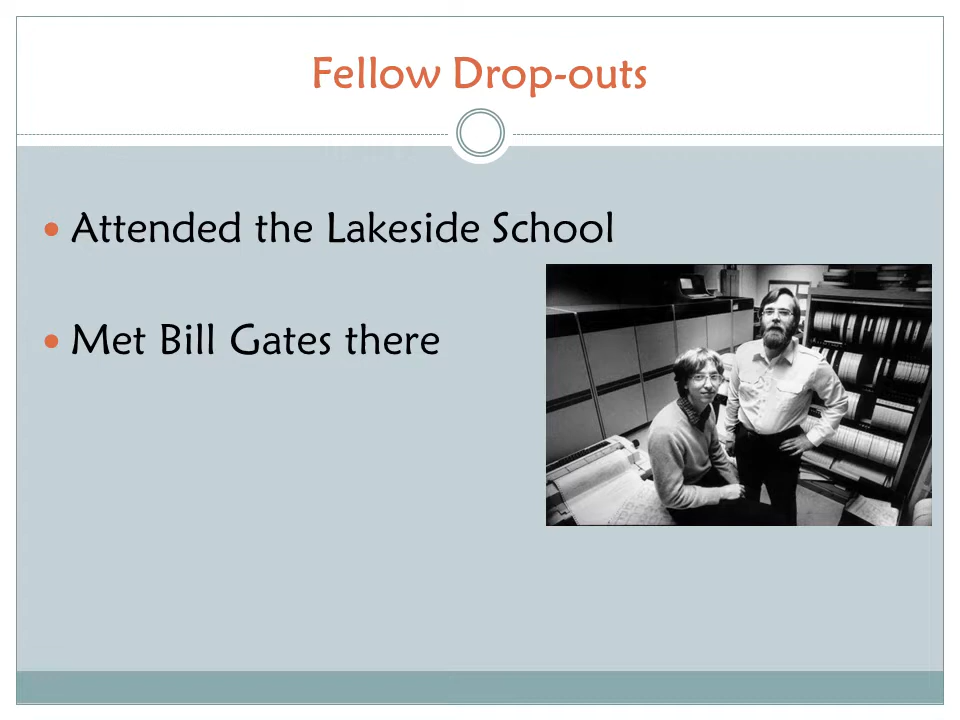 Fellow Drop-outs
Attended the Lakeside School
Met Bill Gates there